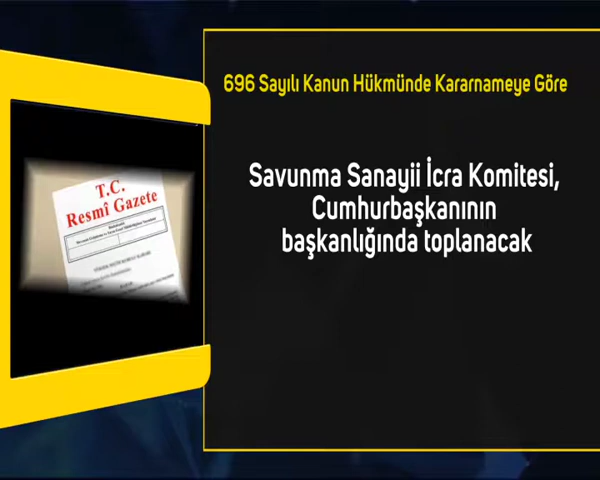 696 Sayılı Kanun Hükmünde Kararnameye Göre
Savunma Sanayii İcra Komitesi,
Cumhurbaşkanının
başkanlığında toplanacak
T.C.
Resmî Gazete